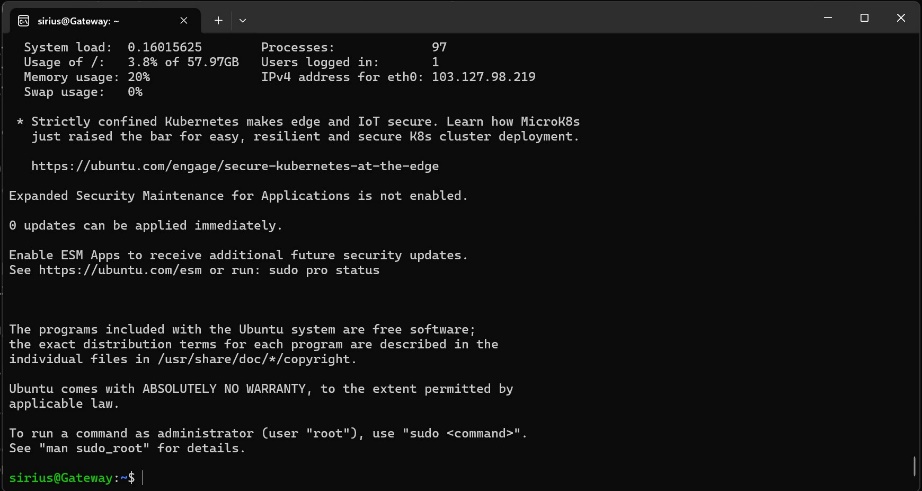 sirius@Gateway: ~
System load: 0.16015625 Processes: 97
Usage of /: 3.8% of 57.97GB Users logged in: 1
Memory usage: 20% IPv4 address for eth0: 103.127.98.219
Swap usage: 0%
* Strictly confined Kubernetes makes edge and IoT secure. Learn how MicroK8s
just raised the bar for easy, resilient and secure K8s cluster deployment.
https://ubuntu.com/engage/secure-kubernetes-at-the-edge
Expanded Security Maintenance for Applications is not enabled.
0 updates can be applied immediately.
Enable ESM Apps to receive additional future security updates.
See https://ubuntu.com/esm or run: sudo pro status
The programs included with the Ubuntu system are free software;
the exact distribution terms for each program are described in the
individual files in /usr/share/doc/*/copyright.
Ubuntu comes with ABSOLUTELY NO WARRANTY, to the extent permitted by
applicable law.
To run a command as administrator (user "root"), use "sudo <command>".
See "man sudo_root" for details.
sirius@Gateway:~$